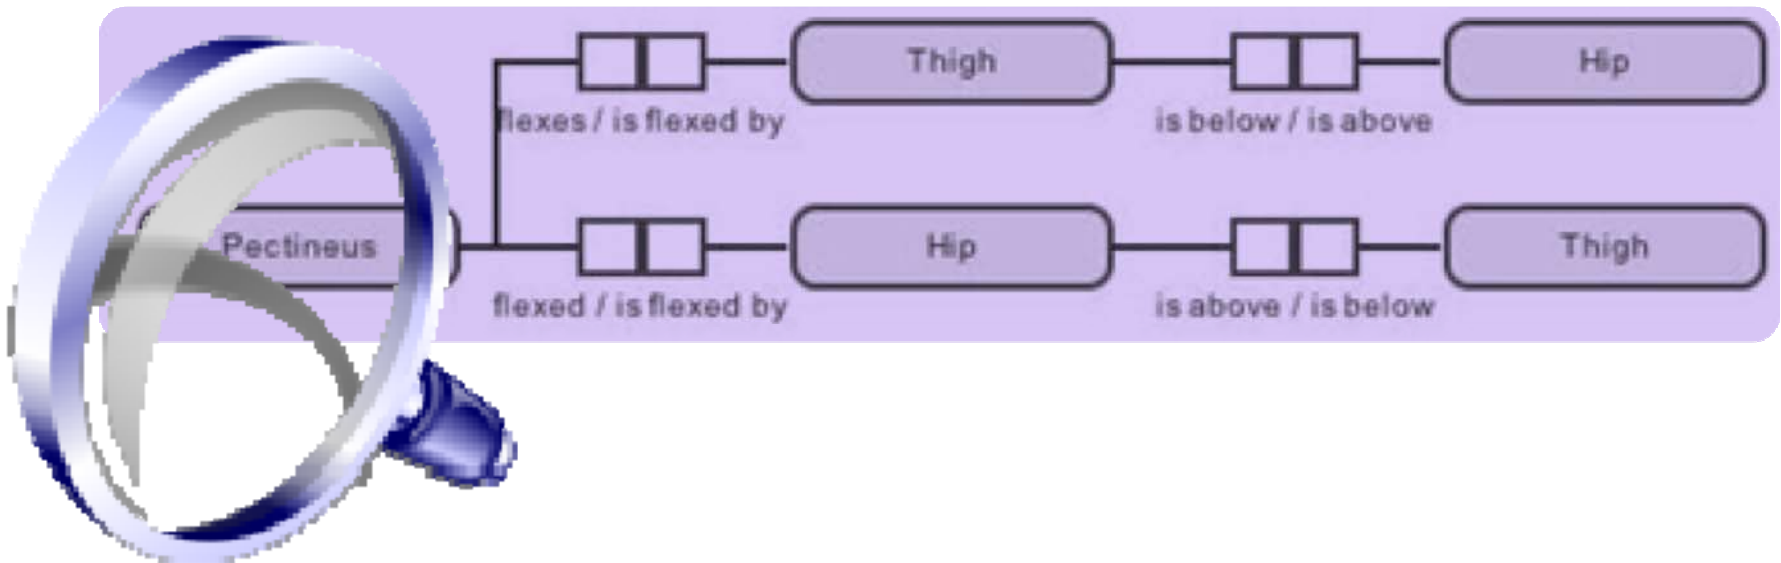 Thigh
Hip
flexes / is flexed by
is below / is above
Pectineus
Hip
Thigh
flexed / is flexed by
is above / is below